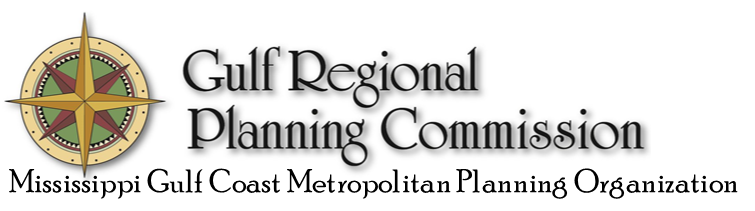 Gulf Regional
Planning Commission
Mississippi Gulf Coast Metropolitan Planning Organization